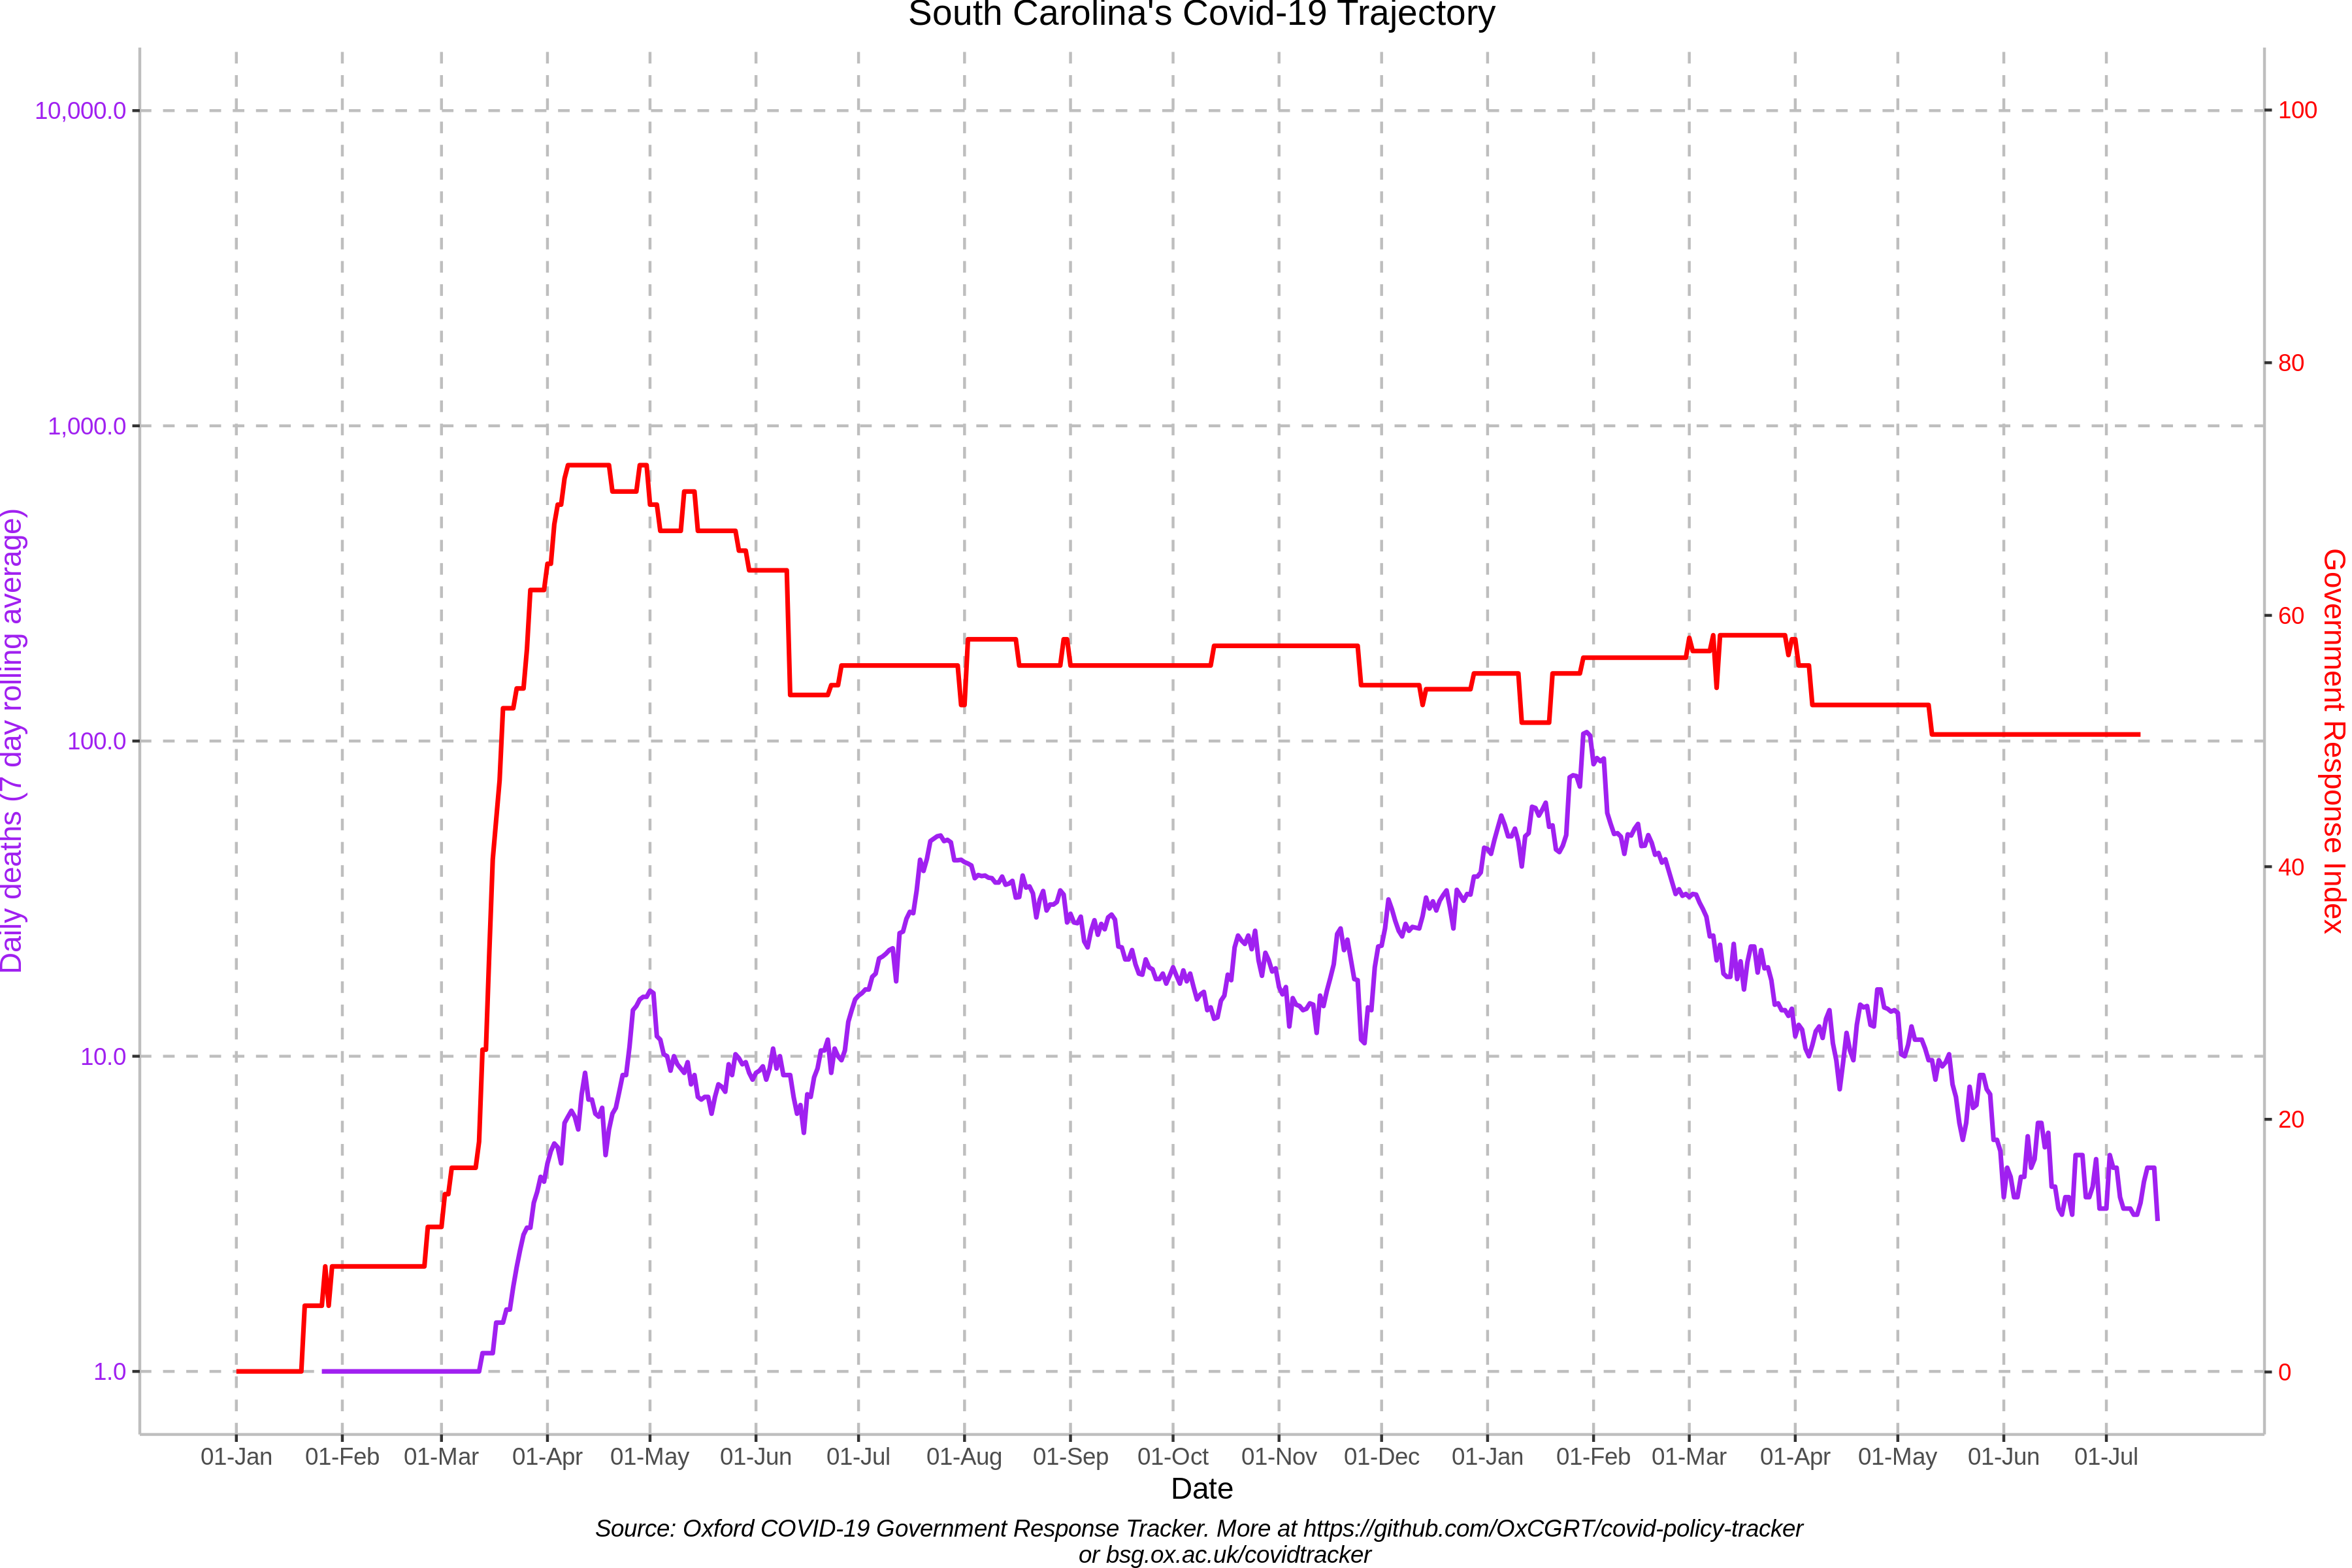 South Carolina's Covid-19 Trajectory
10,000.0
1,000.0
100.0
10.0
1.0
Daily deaths (7 day rolling average)
100
80
60
40
20
0
Government Response Index
01-Jan 01-Feb 01-Mar 01-Apr 01-May 01-Jun 01-Jul 01-Aug 01-Sep 01-Oct 01-Nov 01-Dec 01-Jan 01-Feb 01-Mar 01-Apr 01-May 01-Jun 01-Jul
Date
Source: Oxford COVID-19 Government Response Tracker. More at https://github.com/OxCGRT/covid-policy-tracker
or bsg.ox.ac.uk/covidtracker